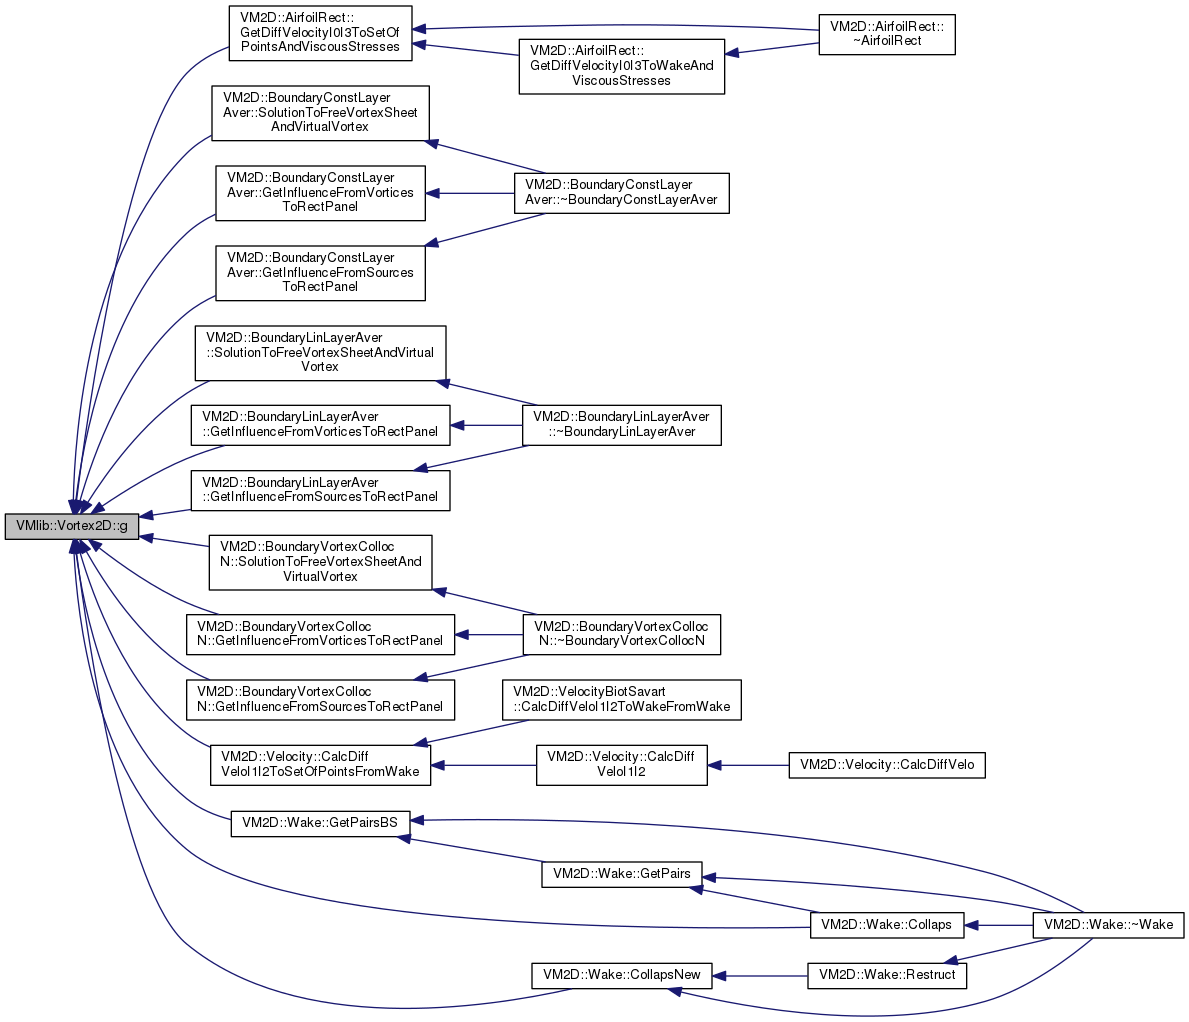 VM2D::AirfoilRect::
GetDiffVelocityI0I3ToSetOf
PointsAndViscousStresses
VM2D::AirfoilRect::
~AirfoilRect
VM2D::AirfoilRect::
GetDiffVelocityI0I3ToWakeAnd
ViscousStresses
VM2D::BoundaryConstLayer
Aver::SolutionToFreeVortexSheet
AndVirtualVortex
VM2D::BoundaryConstLayer
Aver::GetInfluenceFromVortices
ToRectPanel
VM2D::BoundaryConstLayer
Aver::~BoundaryConstLayerAver
VM2D::BoundaryConstLayer
Aver::GetInfluenceFromSources
ToRectPanel
VM2D::BoundaryLinLayerAver
::SolutionToFreeVortexSheetAndVirtual
Vortex
VM2D::BoundaryLinLayerAver
::GetInfluenceFromVorticesToRectPanel
VM2D::BoundaryLinLayerAver
::~BoundaryLinLayerAver
VM2D::BoundaryLinLayerAver
::GetInfluenceFromSourcesToRectPanel
VMlib::Vortex2D::g
VM2D::BoundaryVortexColloc
N::SolutionToFreeVortexSheetAnd
VirtualVortex
VM2D::BoundaryVortexColloc
N::GetInfluenceFromVorticesToRectPanel
VM2D::BoundaryVortexColloc
N::~BoundaryVortexCollocN
VM2D::BoundaryVortexColloc
N::GetInfluenceFromSourcesToRectPanel
VM2D::VelocityBiotSavart
::CalcDiffVeloI1I2ToWakeFromWake
VM2D::Velocity::CalcDiff
VeloI1I2ToSetOfPointsFromWake
VM2D::Velocity::CalcDiff
VeloI1I2
VM2D::Velocity::CalcDiffVelo
VM2D::Wake::GetPairsBS
VM2D::Wake::GetPairs
VM2D::Wake::Collaps
VM2D::Wake::~Wake
VM2D::Wake::CollapsNew
VM2D::Wake::Restruct